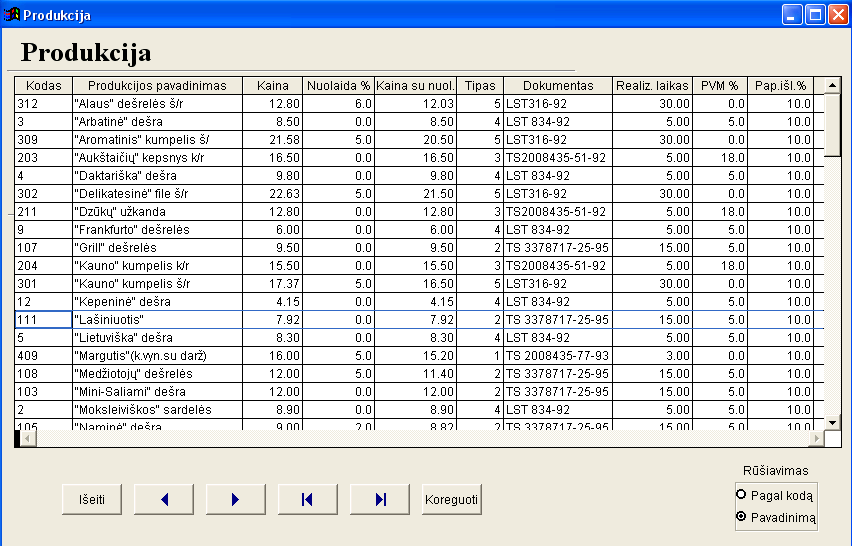 Produkcija
Produkcija
Kodas Produkcijos pavadinimas Kaina Nuolaida % Kaina su nuol. Tipas Dokumentas Realiz. laikas PVM % Pap.išl.%
312 "Alaus" dešrelės š/r 12.80 6.0 12.03 5 LST316-92 30.00 0.0 10.0
3 "Arbatinė" dešra 8.50 0.0 8.50 4 LST 834-92 5.00 5.0 10.0
309 "Aromatinis" kumpelis š/ 21.58 5.0 20.50 5 LST316-92 30.00 0.0 10.0
203 "Aukštaičių" kepsnys k/r 16.50 0.0 16.50 3 TS2008435-51-92 5.00 18.0 10.0
4 "Daktariška" dešra 9.80 0.0 9.80 4 LST 834-92 5.00 5.0 10.0
302 "Delikatesinė" file š/r 22.63 5.0 21.50 5 LST316-92 30.00 0.0 10.0
211 "Dzūkų" užkanda 12.80 0.0 12.80 3 TS2008435-51-92 5.00 18.0 10.0
9 "Frankfurto" dešrelės 6.00 0.0 6.00 4 LST 834-92 5.00 5.0 10.0
107 "Grill" dešrelės 9.50 0.0 9.50 2 TS 3378717-25-95 15.00 5.0 10.0
204 "Kauno" kumpelis k/r 15.50 0.0 15.50 3 TS2008435-51-92 5.00 18.0 10.0
301 "Kauno" kumpelis š/r 17.37 5.0 16.50 5 LST316-92 30.00 0.0 10.0
12 "Kepeninė" dešra 4.15 0.0 4.15 4 LST 834-92 5.00 5.0 10.0
111 "Lašiniuotis" 7.92 0.0 7.92 2 TS 3378717-25-95 15.00 5.0 10.0
5 "Lietuviška" dešra 8.30 0.0 8.30 4 LST 834-92 5.00 5.0 10.0
409 "Margutis"(k.vyn.su darž) 16.00 5.0 15.20 1 TS 2008435-77-93 3.00 0.0 10.0
108 "Medžiotojų" dešrelės 12.00 5.0 11.40 2 TS 3378717-25-95 15.00 5.0 10.0
103 "Mini-Saliami" dešra 12.00 0.0 12.00 2 TS 3378717-25-95 15.00 5.0 10.0
2 "Moksleiviškos" sardelės 8.90 0.0 8.90 4 LST 834-92 5.00 5.0 10.0
105 "Naminė" dešra 9.00 2.0 8.82 2 TS 3378717-25-95 15.00 5.0 10.0
Rūšiavimas
Išeiti Koreguoti
Pagal kodą
Pavadinimą